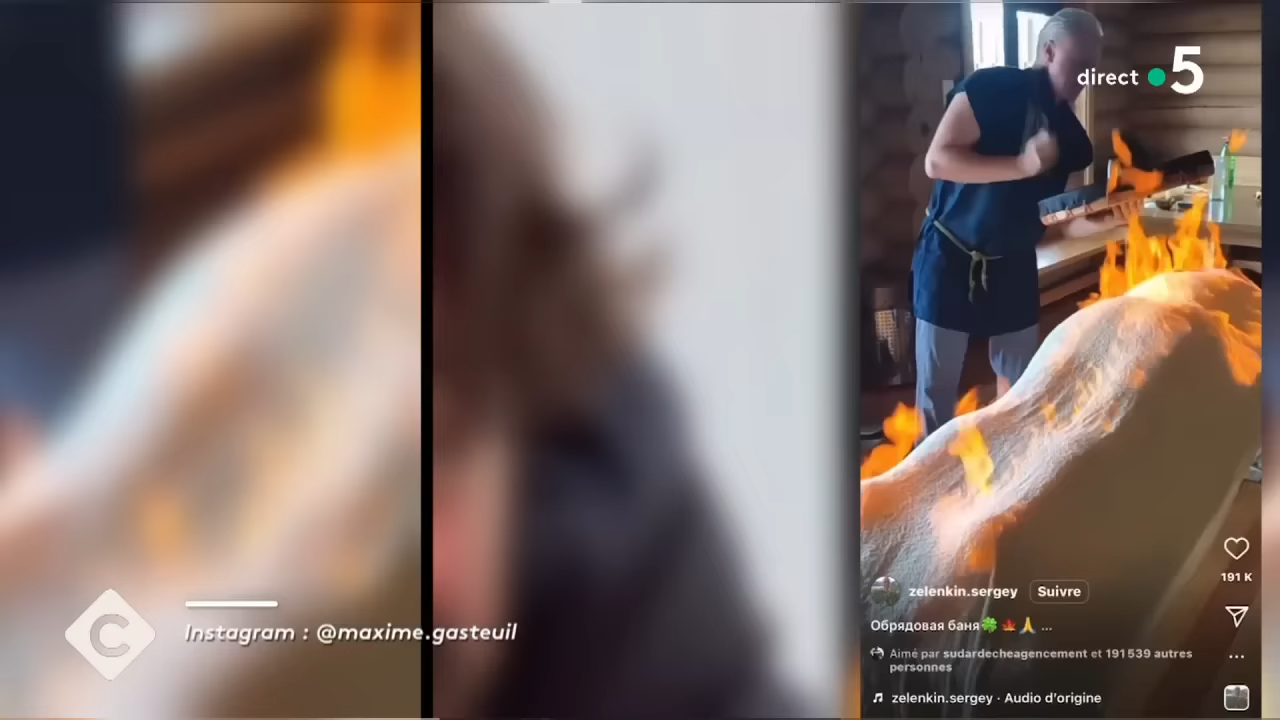 direct 5
zelenkin.sergey Suivre
191 K
Обрядовая баня🍀🍁🙏 ...
Instagram : @maxime.gasteuil
Aimé par sudardecheagencement et 191 539 autres
personnes
zelenkin.sergey · Audio d'origine
C